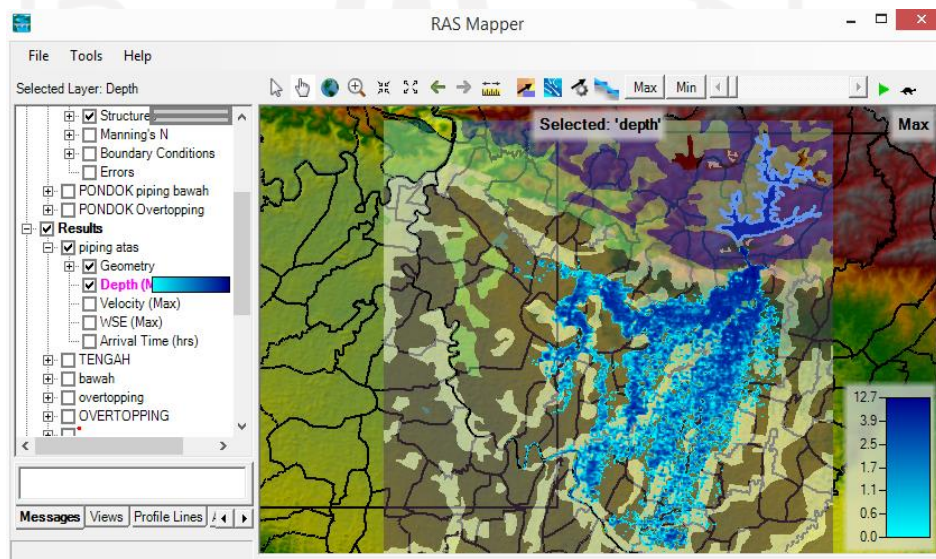 RAS Mapper
File Tools Help
Selected Layer: Depth
Max Min
Structure
Manning's N
Boundary Conditions
Errors
PONDOK piping bawah
PONDOK Overtopping
Results
piping atas
Geometry
Depth (M
Velocity (Max)
WSE (Max)
Arrival Time (hrs)
TENGAH
bawah
overtopping
OVERTOPPING
Messages Views Profile Lines
Selected: 'depth'
Max
12.7
3.9
2.5
1.7
1.1
0.6
0.0